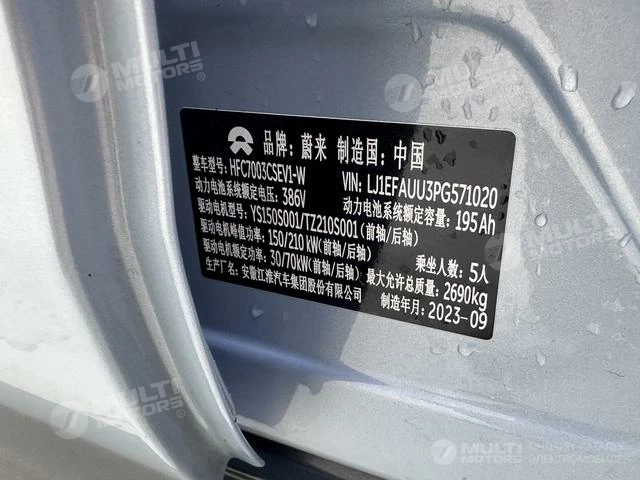 品牌：蔚来 制造国：中国
整车型号：HFC7003CSEV1-W VIN: LJ1EFAUU3PG571020
动力电池系统额定电压：386V 动力电池系统额定容量：195Ah
驱动电机型号：YS150S001/TZ210S001(前轴/后轴)
驱动电机峰值功率：150/210 kW(前轴/后轴) 乘坐人数：5人
驱动电机额定功率：30/70kW(前轴/后轴) 最大允许总质量：2690kg
生产厂名：安徽江淮汽车集团股份有限公司 制造年月：2023-09
MULTI MOTORS
MULTI MOTORS
MULTI MOTORS
MULTI MOTORS
MULTI MOTORS